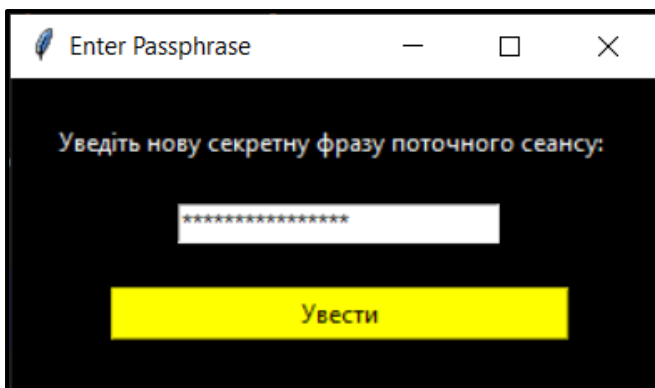 Enter Passphrase
Уведіть нову секретну фразу поточного сеансу:
****************
Увести